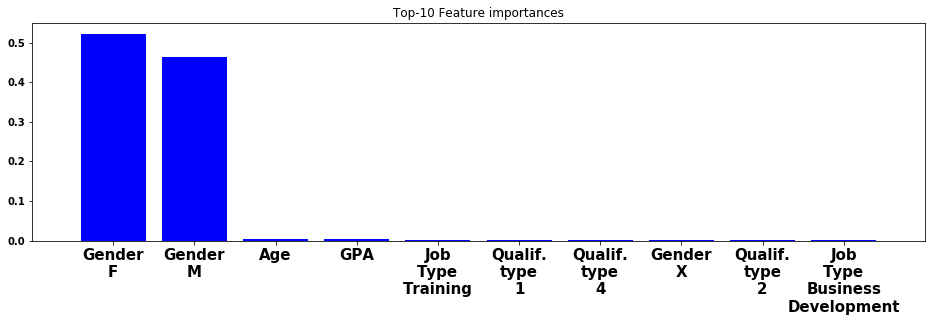 Top-10 Feature importances
0.5
0.4
0.3
0.2
0.1
0.0
Gender
F
Gender
M
Age
GPA
Job
Type
Training
Qualif.
type
1
Qualif.
type
4
Gender
X
Qualif.
type
2
Job
Type
Business
Development